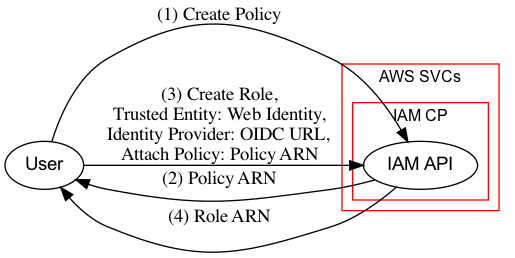 (1) Create Policy
AWS SVCs
IAM CP
(3) Create Role,
Trusted Entity: Web Identity,
Identity Provider: OIDC URL,
Attach Policy: Policy ARN
User
IAM API
(2) Policy ARN
(4) Role ARN